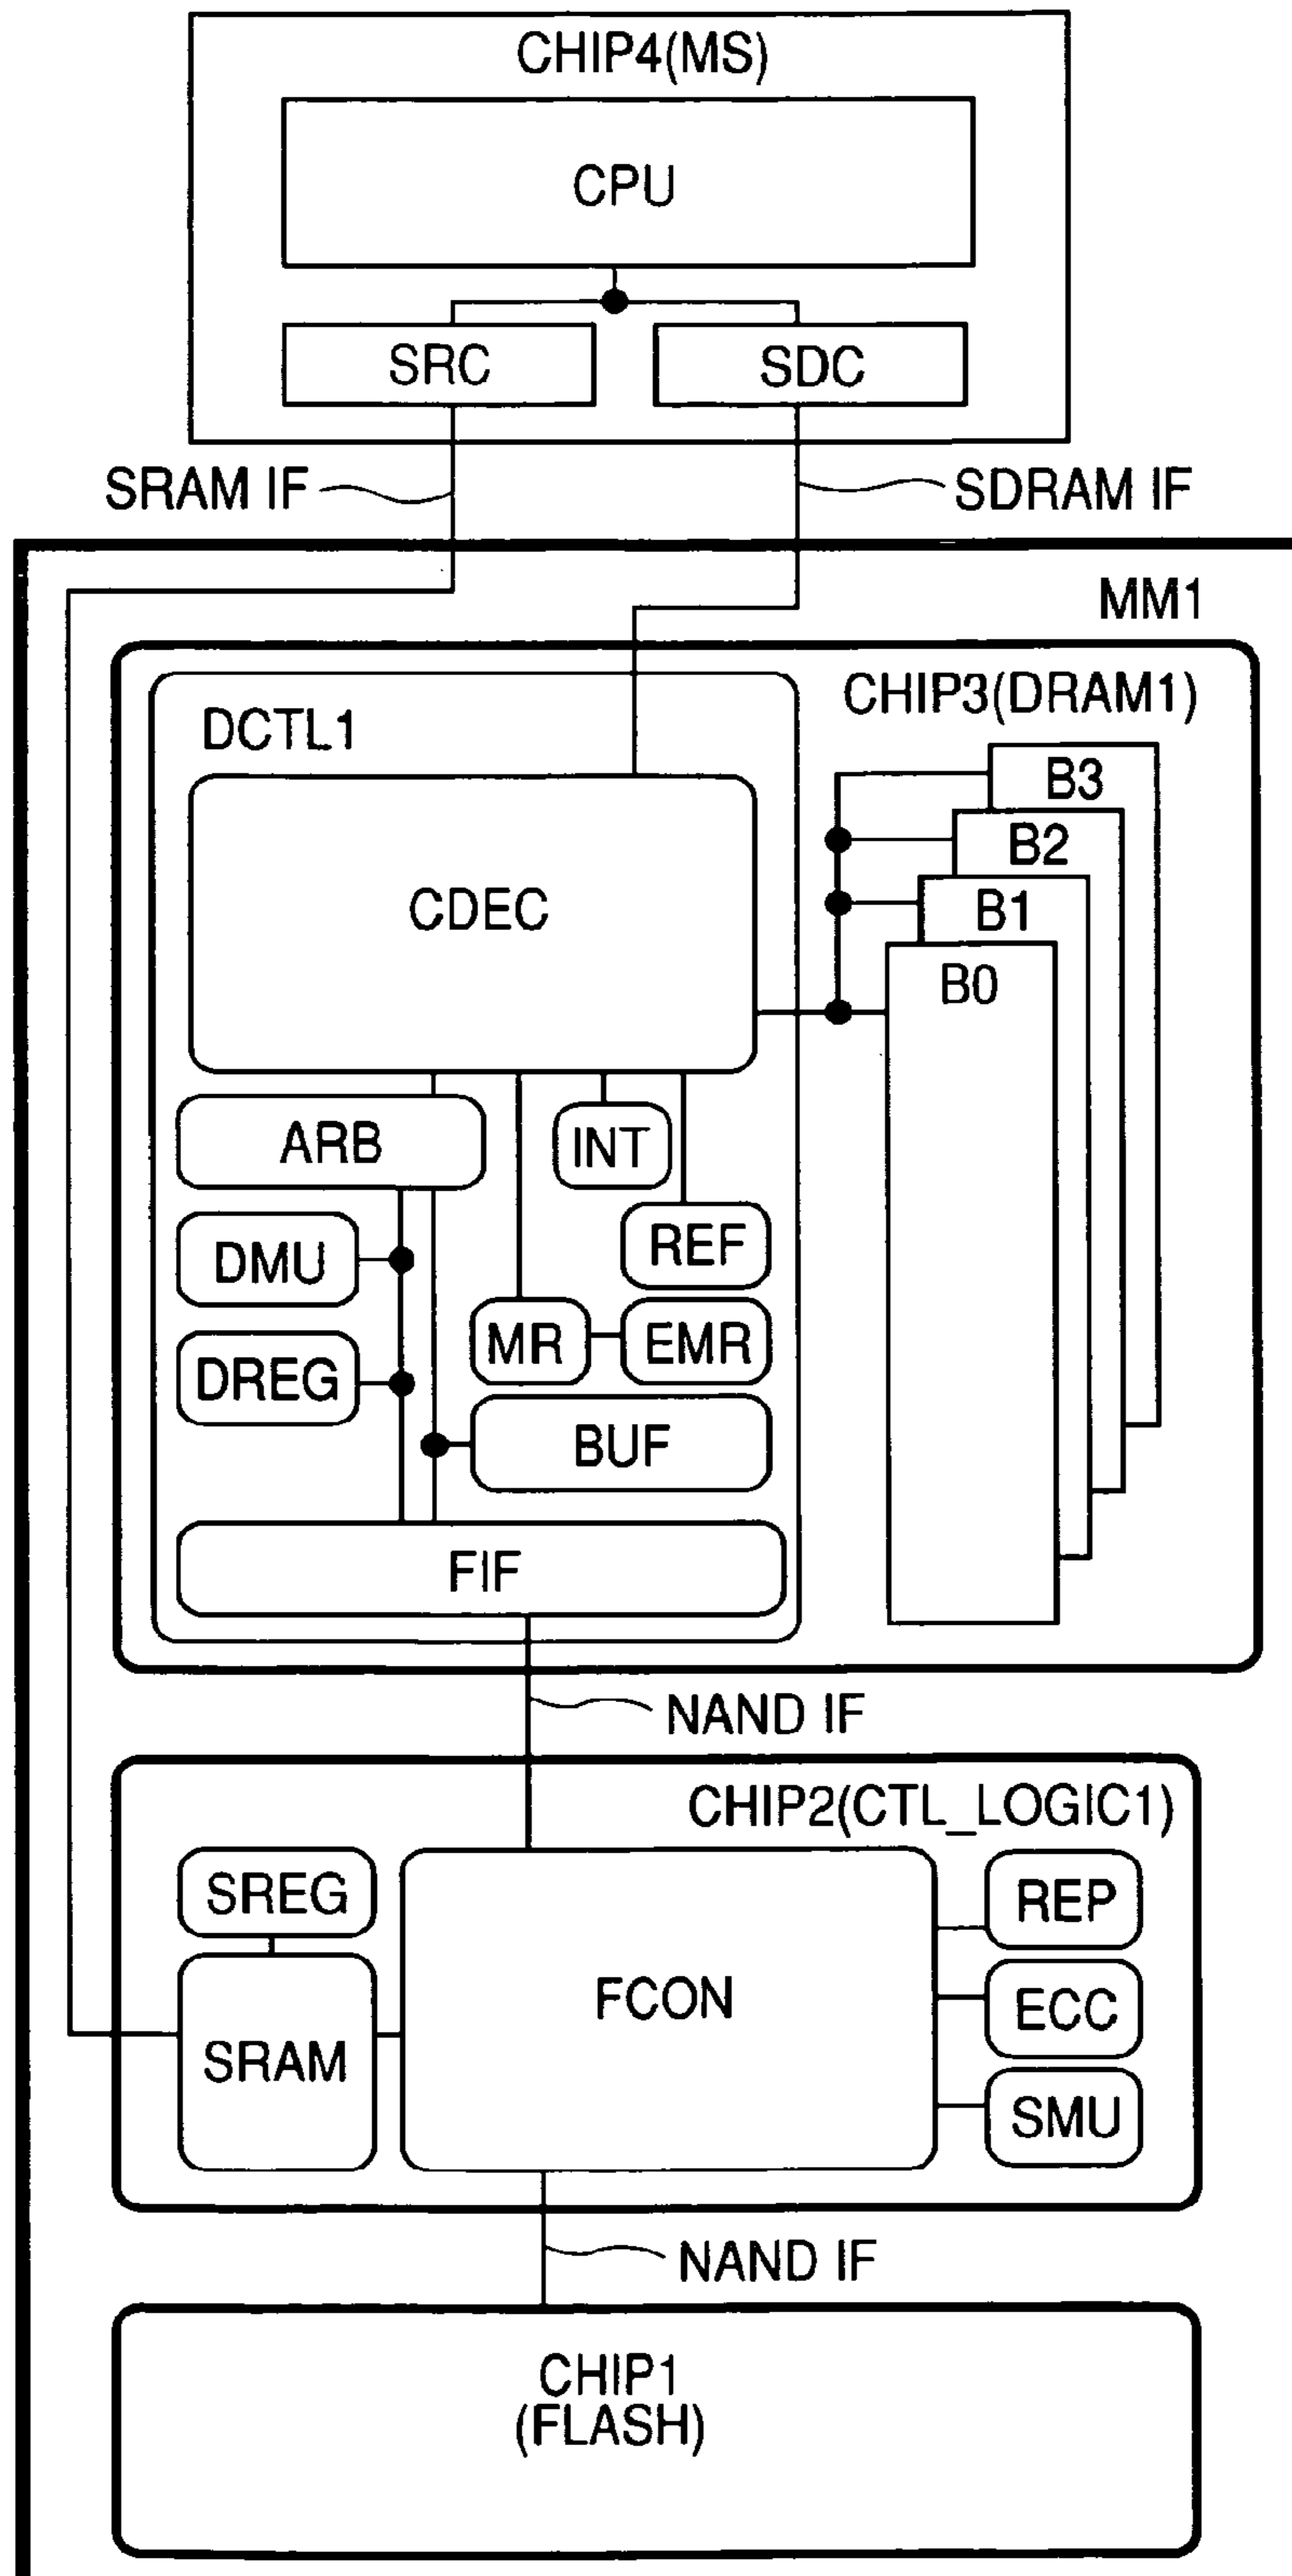 CHIP4(MS)
CPU
SRC
SDC
SRAM IF
SDRAM IF
MM1
CHIP3(DRAM1)
DCTL1
B3
B2
B1
B0
CDEC
ARB
INT
DMU
REF
MR
EMR
DREG
BUF
FIF
NAND IF
CHIP2(CTL_LOGIC1)
SREG
REP
FCON
ECC
SRAM
SMU
NAND IF
CHIP1
(FLASH)